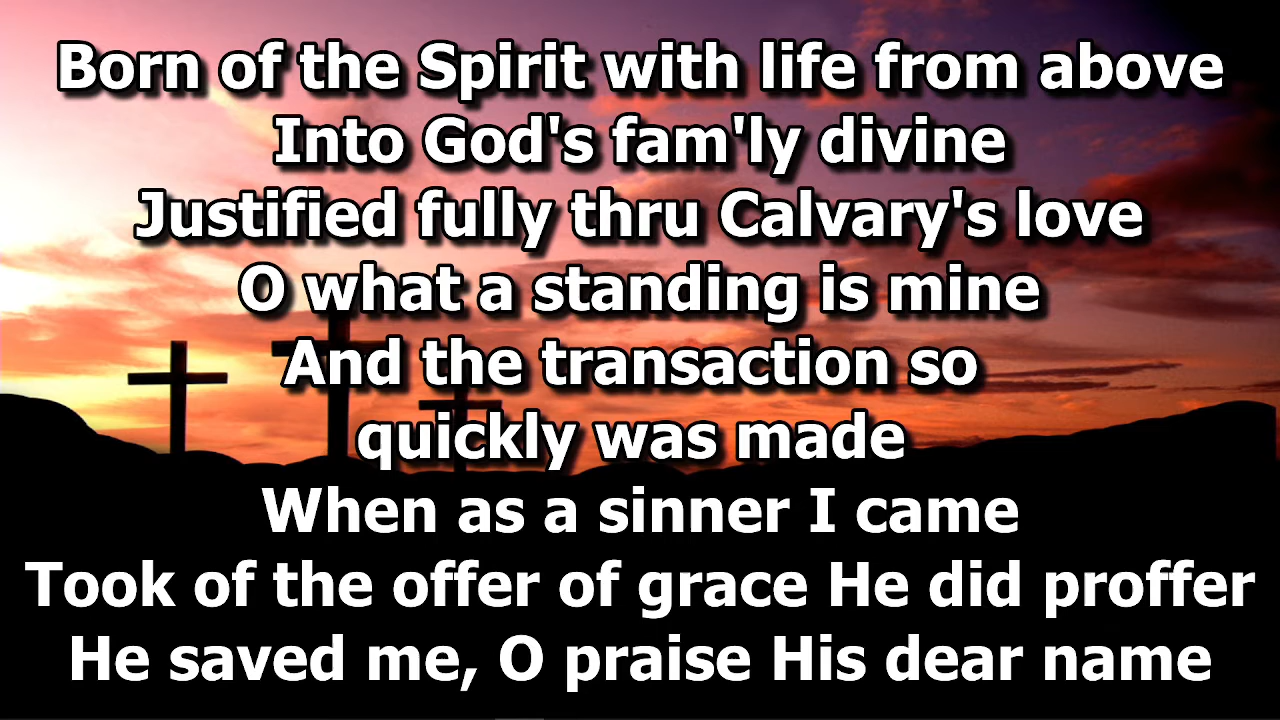 Born of the Spirit with life from above
Into God's fam'ly divine
Justified fully thru Calvary's love
O what a standing is mine
And the transaction so
quickly was made
When as a sinner I came
Took of the offer of grace He did proffer
He saved me, O praise His dear name